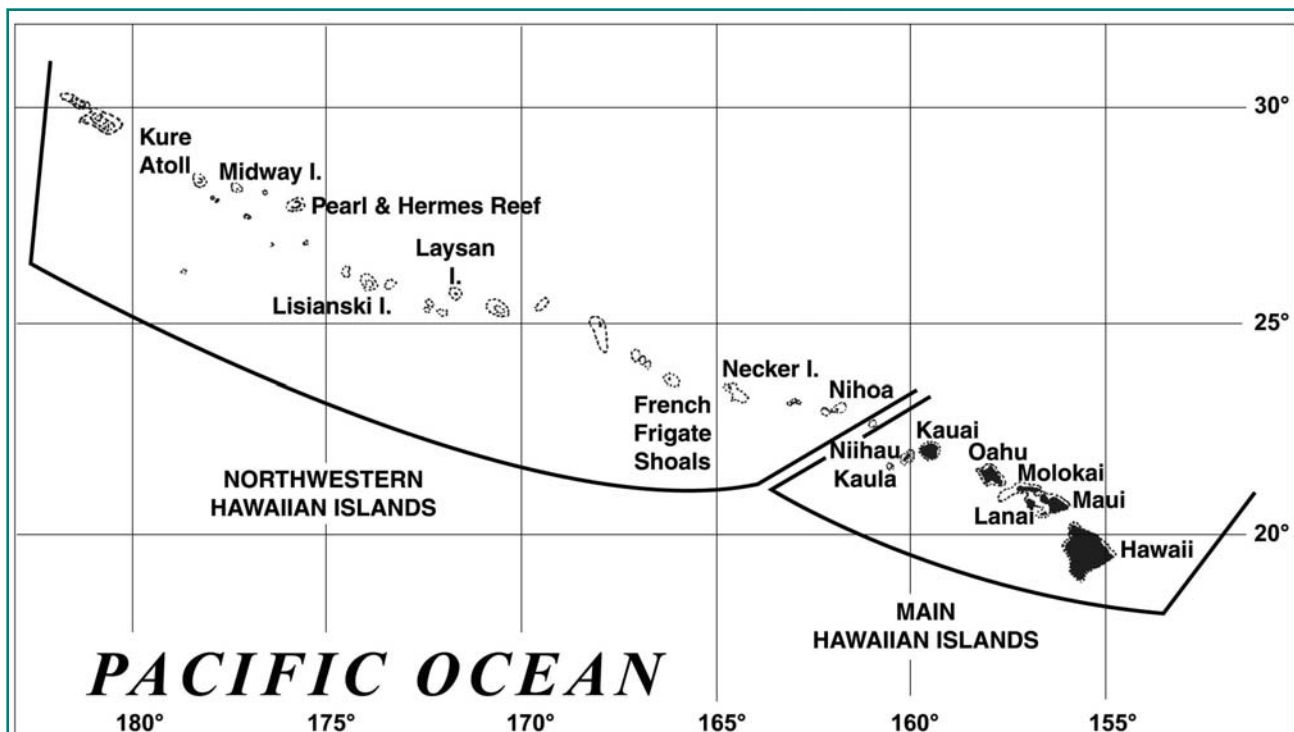 30°
Kure
Atoll
Midway I.
Pearl & Hermes Reef
Laysan
I.
Lisianski I.
25°
Necker I.
Nihoa
French
Frigate
Shoals
Niihau
Kaula
Kauai
Oahu
Molokai
Maui
Lanai
Hawaii
20°
NORTHWESTERN
HAWAIIAN ISLANDS
MAIN
HAWAIIAN ISLANDS
PACIFIC OCEAN
180° 175° 170° 165° 160° 155°